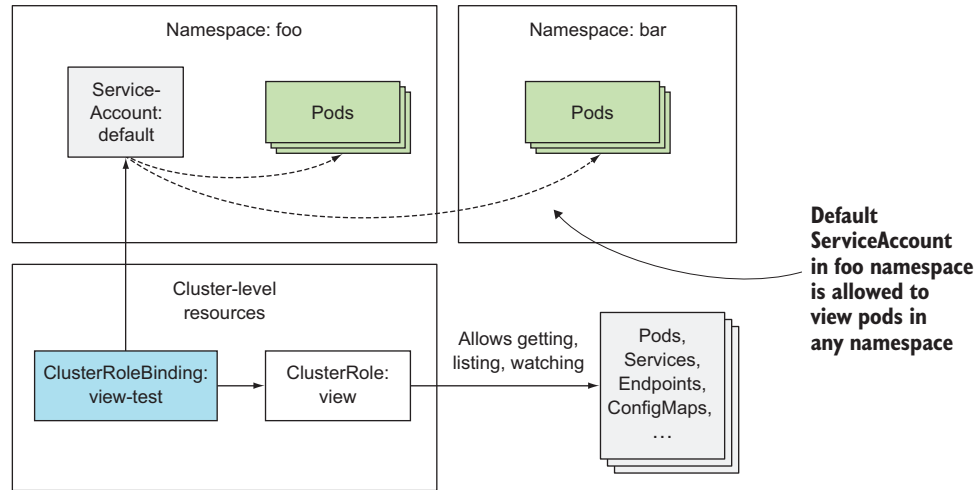 Namespace: foo
Namespace: bar
Service-
Account:
default
Pods
Pods
Default
ServiceAccount
in foo namespace
is allowed to
view pods in
any namespace
Cluster-level
resources
ClusterRoleBinding:
view-test
ClusterRole:
view
Allows getting,
listing, watching
Pods,
Services,
Endpoints,
ConfigMaps,
…